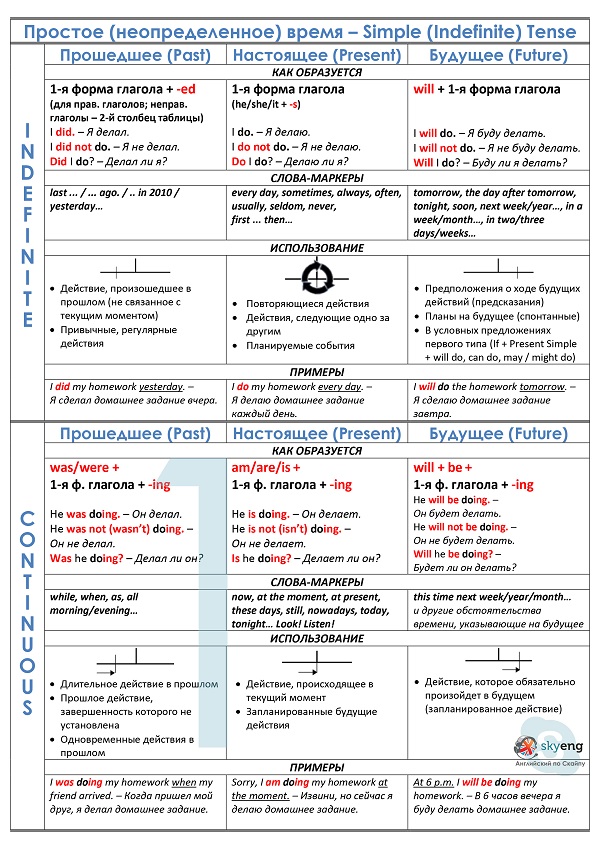 Простое (неопределенное) время – Simple (Indefinite) Tense
INDEFINITE
Прошедшее (Past)
Настоящее (Present)
Будущее (Future)
КАК ОБРАЗУЕТСЯ
1-я форма глагола + -ed
(для прав. глаголов; неправ.
глаголы – 2-й столбец таблицы)
I did. – Я делал.
I did not do. – Я не делал.
Did I do? – Делал ли я?
1-я форма глагола
(he/she/it + -s)
I do. – Я делаю.
I do not do. – Я не делаю.
Do I do? – Делаю ли я?
will + 1-я форма глагола
I will do. – Я буду делать.
I will not do. – Я не буду делать.
Will I do? – Буду ли я делать?
СЛОВА-МАРКЕРЫ
last ... / ... ago. / .. in 2010 /
yesterday…
every day, sometimes, always, often,
usually, seldom, never,
first ... then…
tomorrow, the day after tomorrow,
tonight, soon, next week/year…, in a
week/month…, in two/three
days/weeks…
ИСПОЛЬЗОВАНИЕ
• Действие, произошедшее в
прошлом (не связанное с
текущим моментом)
• Привычные, регулярные
действия
• Повторяющиеся действия
• Действия, следующие одно за
другим
• Планируемые события
• Предположения о ходе будущих
действий (предсказания)
• Планы на будущее (спонтанные)
• В условных предложениях
первого типа (If + Present Simple
+ will do, can do, may / might do)
ПРИМЕРЫ
I did my homework yesterday. –
Я сделал домашнее задание вчера.
I do my homework every day. –
Я делаю домашнее задание
каждый день.
I will do the homework tomorrow. –
Я сделаю домашнее задание
завтра.
CONTINUOUS
Прошедшее (Past)
Настоящее (Present)
Будущее (Future)
КАК ОБРАЗУЕТСЯ
was/were +
1-я ф. глагола + -ing
He was doing. – Он делал.
He was not (wasn’t) doing. –
Он не делал.
Was he doing? – Делал ли он?
am/are/is +
1-я ф. глагола + -ing
He is doing. – Он делает.
He is not (isn’t) doing. –
Он не делает.
Is he doing? – Делает ли он?
will + be +
1-я ф. глагола + -ing
He will be doing. –
Он будет делать.
He will not be doing. –
Он не будет делать.
Will he be doing? –
Будет ли он делать?
СЛОВА-МАРКЕРЫ
while, when, as, all
morning/evening…
now, at the moment, at present,
these days, still, nowadays, today,
tonight… Look! Listen!
this time next week/year/month…
и другие обстоятельства
времени, указывающие на будущее
ИСПОЛЬЗОВАНИЕ
• Длительное действие в прошлом
• Прошлое действие,
завершенность которого не
установлена
• Одновременные действия в
прошлом
• Действие, происходящее в
текущий момент
• Запланированные будущие
действия
• Действие, которое обязательно
произойдет в будущем
(запланированное действие)
skyeng
Английский по Скайпу
ПРИМЕРЫ
I was doing my homework when my
friend arrived. – Когда пришел мой
друг, я делал домашнее задание.
Sorry, I am doing my homework at
the moment. – Извини, но сейчас я
делаю домашнее задание.
At 6 p.m. I will be doing my
homework. – В 6 часов вечера я
буду делать домашнее задание.
1